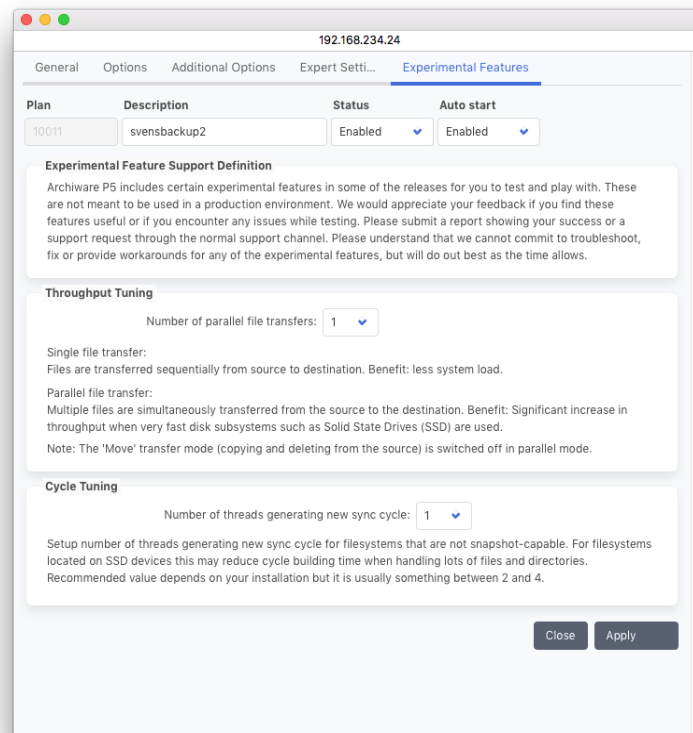 192.168.234.24
General Options Additional Options Expert Setti... Experimental Features
Plan Description Status Auto start
10011 svensbackup2 Enabled Enabled
Experimental Feature Support Definition
Archiware P5 includes certain experimental features in some of the releases for you to test and play with. These
are not meant to be used in a production environment. We would appreciate your feedback if you find these
features useful or if you encounter any issues while testing. Please submit a report showing your success or a
support request through the normal support channel. Please understand that we cannot commit to troubleshoot,
fix or provide workarounds for any of the experimental features, but will do out best as the time allows.
Throughput Tuning
Number of parallel file transfers: 1
Single file transfer:
Files are transferred sequentially from source to destination. Benefit: less system load.
Parallel file transfer:
Multiple files are simultaneously transferred from the source to the destination. Benefit: Significant increase in
throughput when very fast disk subsystems such as Solid State Drives (SSD) are used.
Note: The 'Move' transfer mode (copying and deleting from the source) is switched off in parallel mode.
Cycle Tuning
Number of threads generating new sync cycle: 1
Setup number of threads generating new sync cycle for filesystems that are not snapshot-capable. For filesystems
located on SSD devices this may reduce cycle building time when handling lots of files and directories.
Recommended value depends on your installation but it is usually something between 2 and 4.
Close Apply